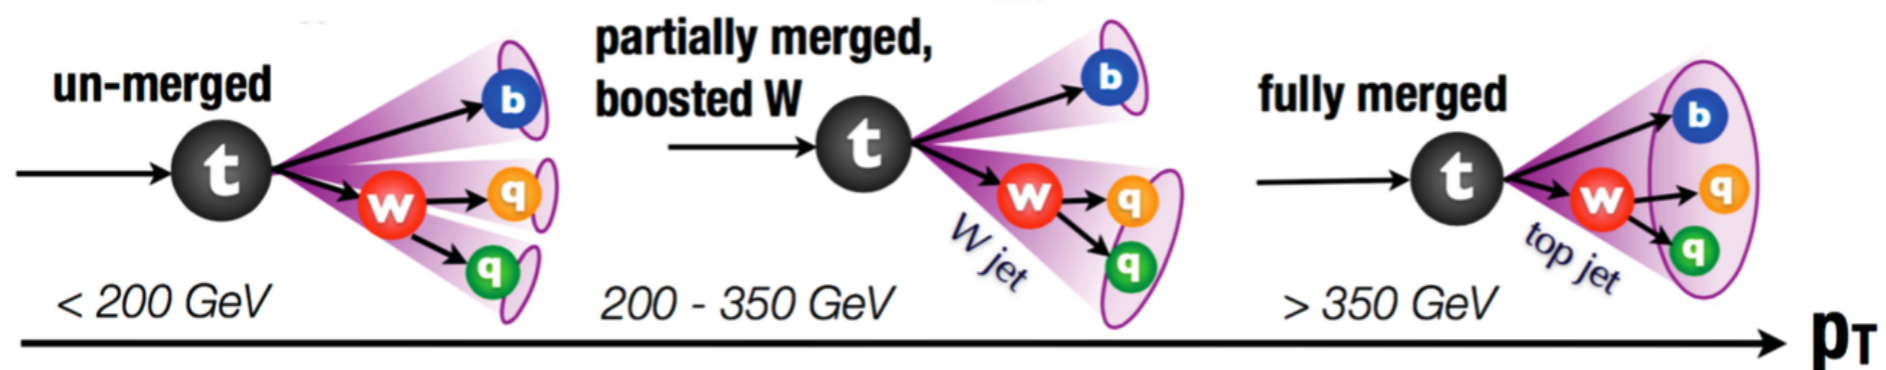 un-merged
t
b
w
q
q
< 200 GeV
partially merged,
boosted W
t
b
w
q
q
W jet
200 - 350 GeV
fully merged
t
b
w
q
q
top jet
> 350 GeV
pT